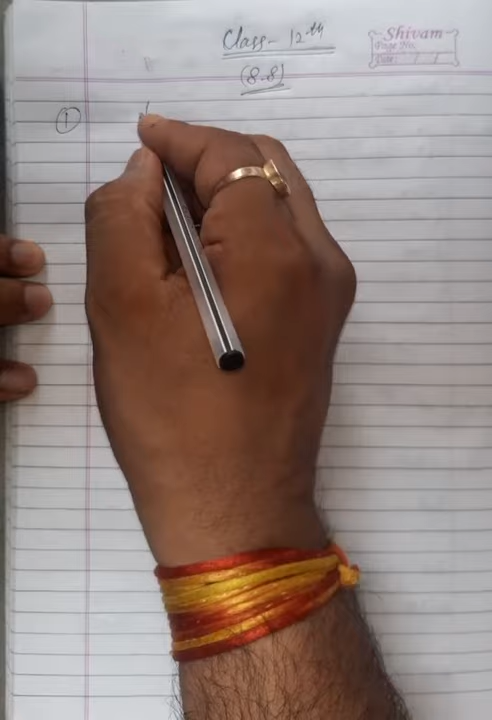 Class- 12th
Shivam
Page No.
Date: / /
(8.8)
①